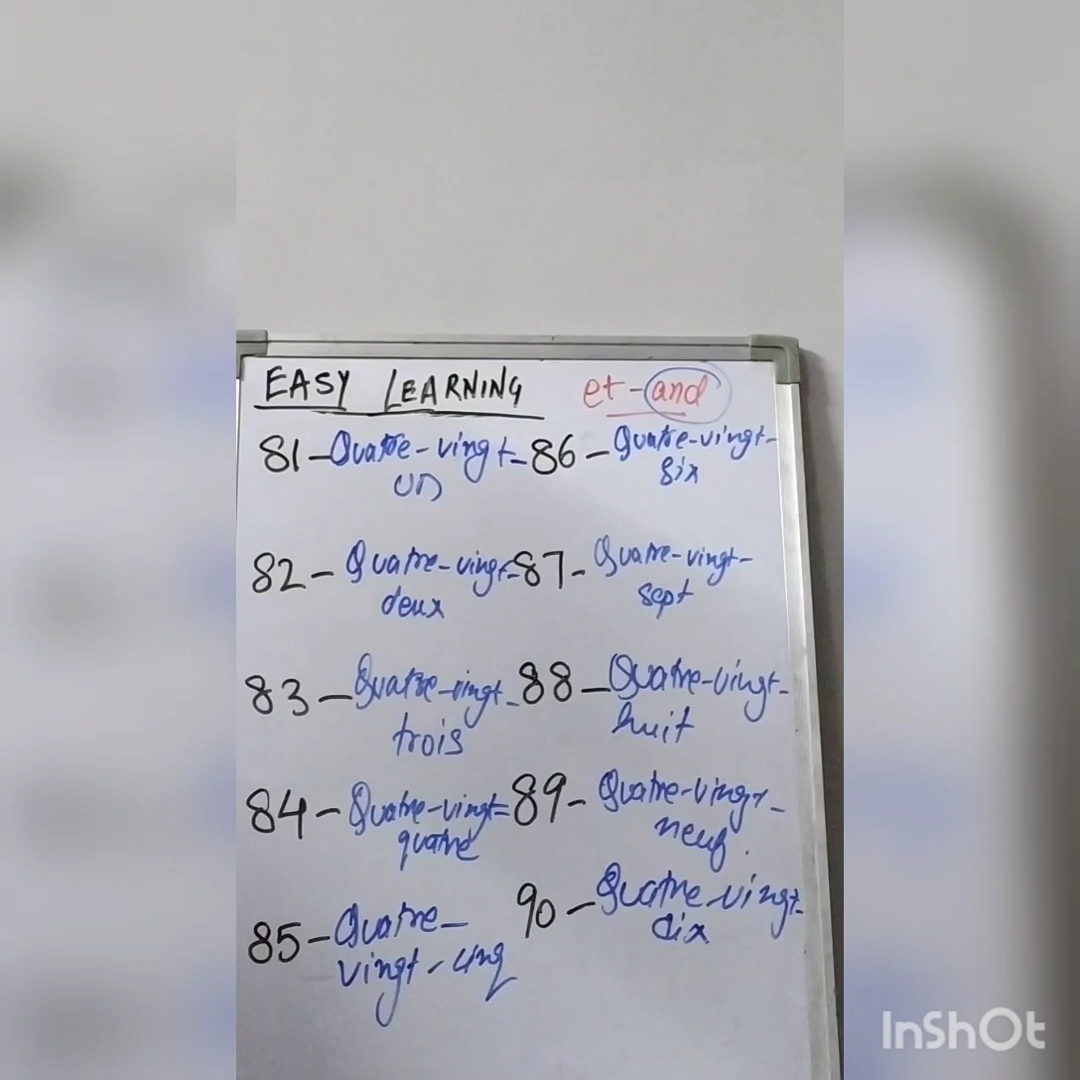 EASY LEARNING et-and
81-Quatre-vingt-
un
86-Quatre-vingt-
six
82-Quatre-vingt-
deux
87-Quatre-vingt-
sept
83-Quatre-vingt-
trois
88-Quatre-vingt-
huit
84-Quatre-vingt-
quatre
89-Quatre-vingt-
neuf.
85-Quatre-
vingt-cinq
90-Quatre-vingt-
dix
InShOt